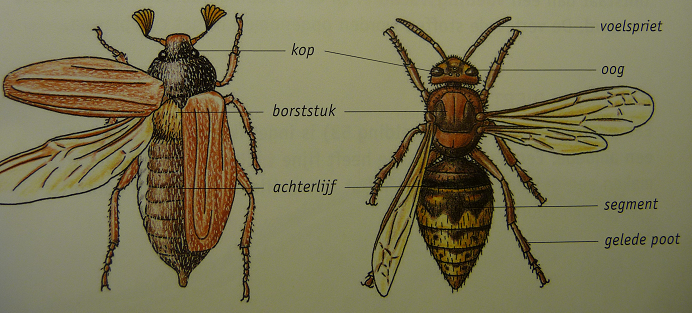 voelspriet
kop
oog
borststuk
achterlijf
segment
gelede poot